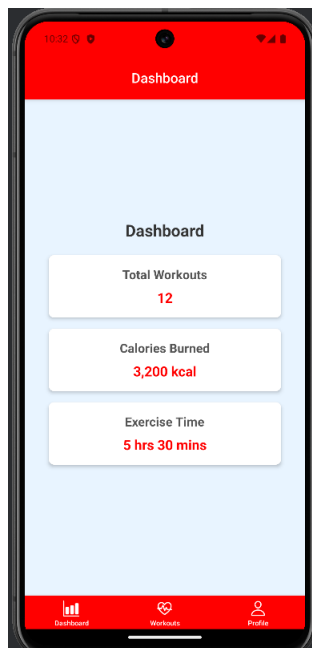 10:32
Dashboard
Dashboard
Total Workouts
12
Calories Burned
3,200 kcal
Exercise Time
5 hrs 30 mins
Dashboard
Workouts
Profile